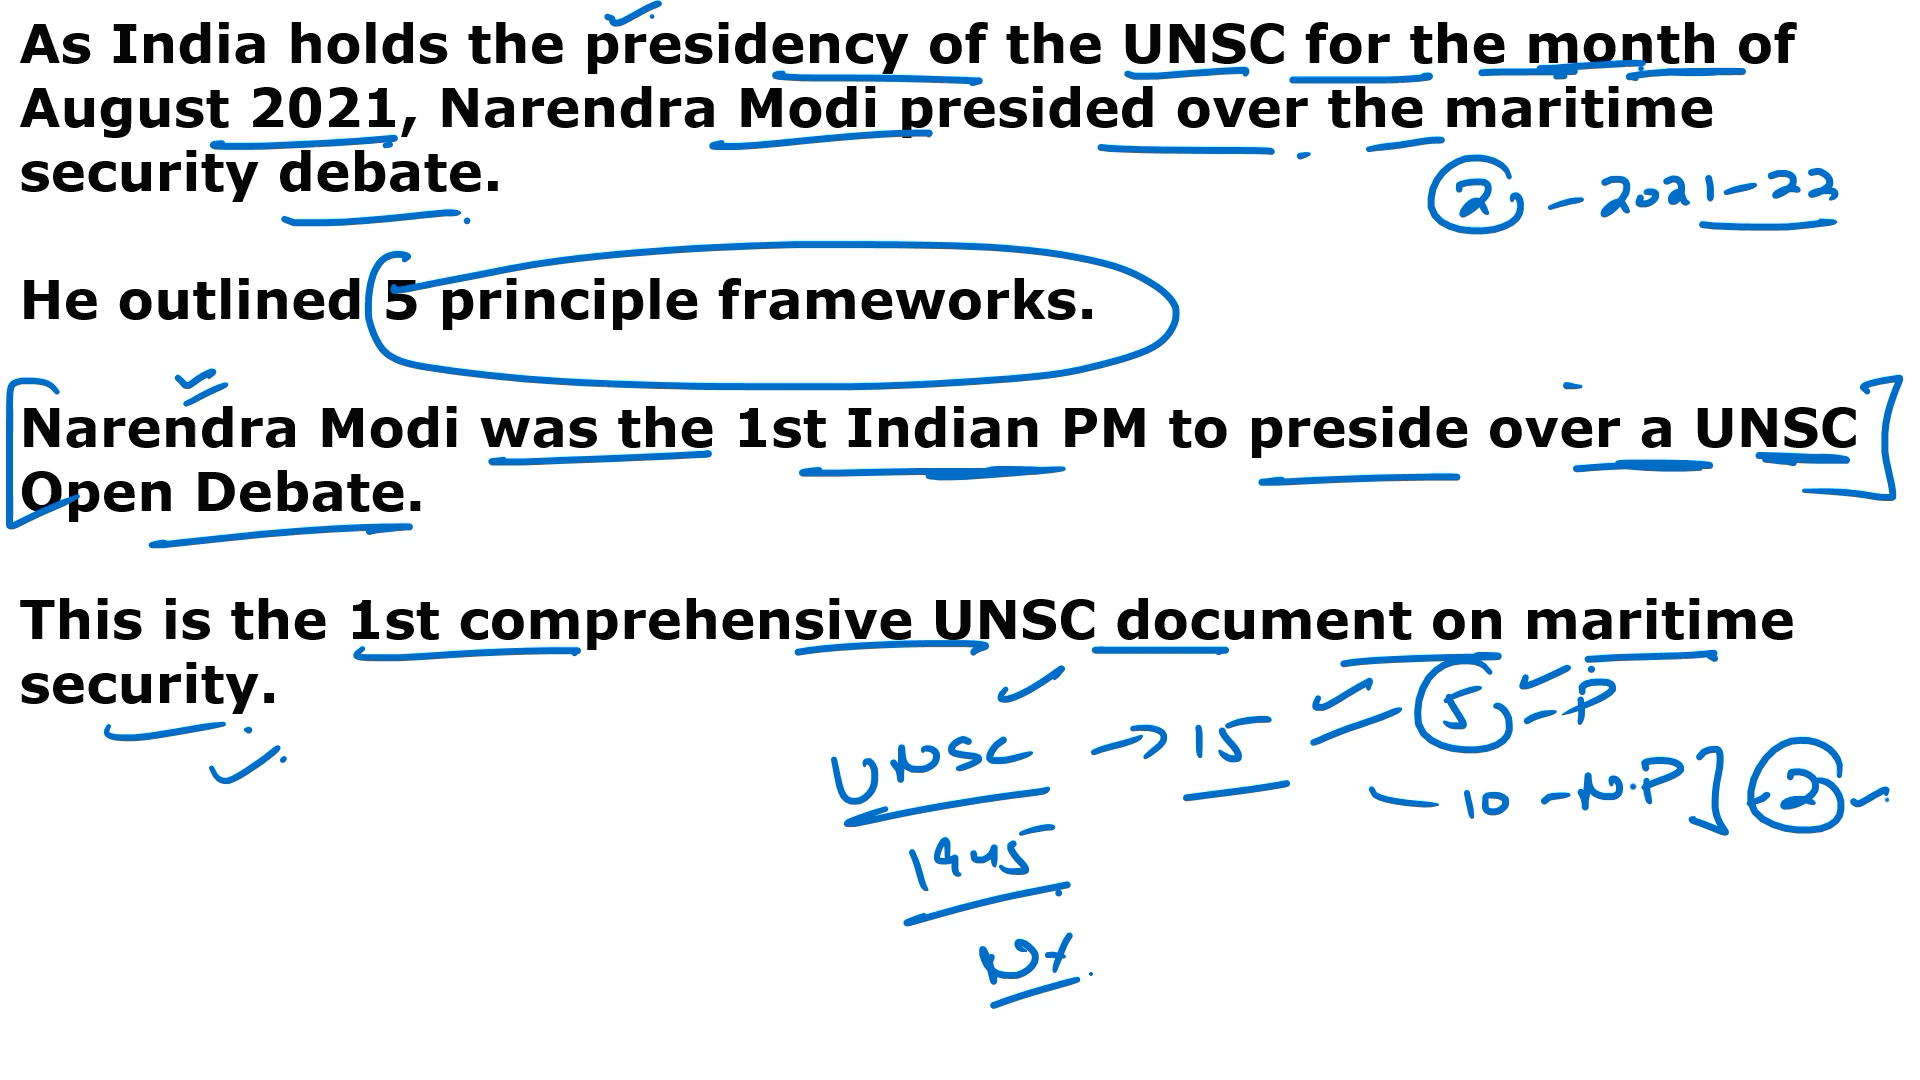 As India holds the presidency of the UNSC for the month of
August 2021, Narendra Modi presided over the maritime
security debate.
2 - 2021-22
He outlined 5 principle frameworks.
Narendra Modi was the 1st Indian PM to preside over a UNSC
Open Debate.
This is the 1st comprehensive UNSC document on maritime
security.
UNSC → 15
5 - P
10 - N.P] 2
1945